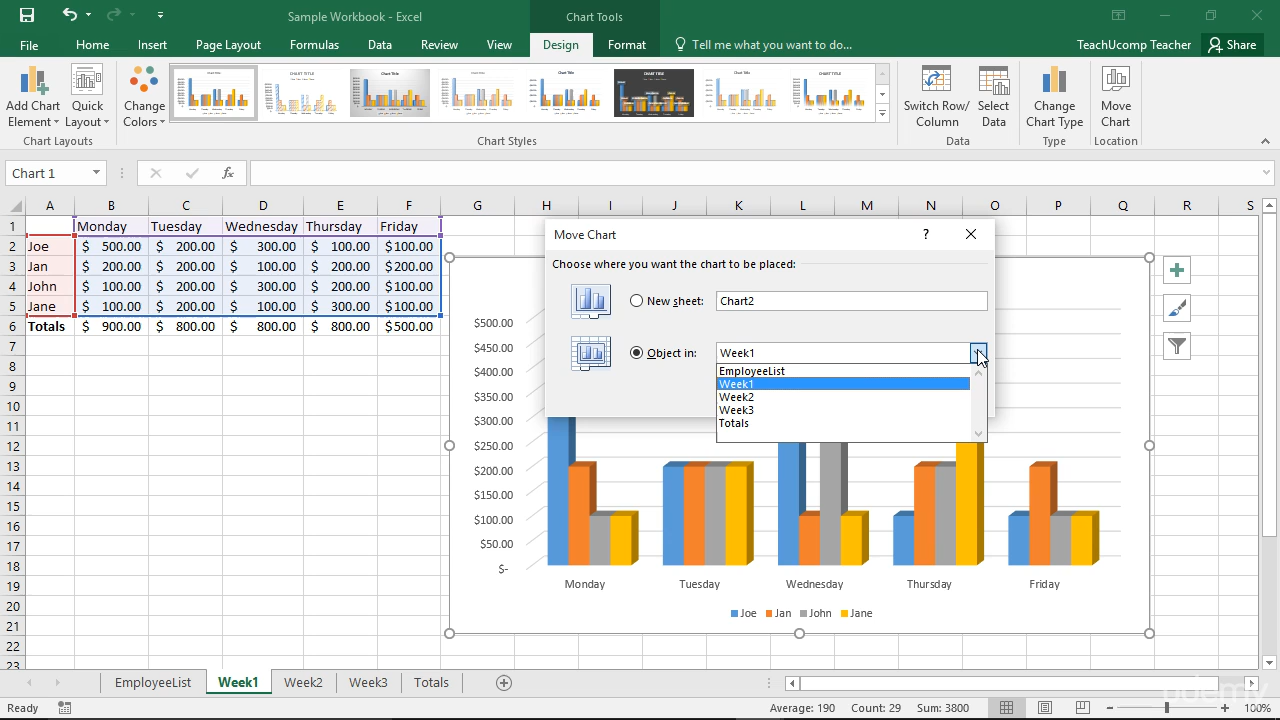 Sample Workbook - Excel
Chart Tools
File Home Insert Page Layout Formulas Data Review View Design Format Tell me what you want to do... TeachUcomp Teacher Share
Add Chart Element
Quick Layout
Change Colors
Switch Row/ Column
Select Data
Change Chart Type
Move Chart
Chart Layouts
Chart Styles
Data
Type
Location
Chart 1
fx
A B C D E F G H I J K L M N O P Q R S
1 Monday Tuesday Wednesday Thursday Friday
2 Joe $ 500.00 $ 200.00 $ 300.00 $ 100.00 $100.00
3 Jan $ 200.00 $ 200.00 $ 100.00 $ 200.00 $200.00
4 John $ 100.00 $ 200.00 $ 300.00 $ 200.00 $100.00
5 Jane $ 100.00 $ 200.00 $ 100.00 $ 300.00 $100.00
6 Totals $ 900.00 $ 800.00 $ 800.00 $ 800.00 $500.00
7
8
9
10
11
12
13
14
15
16
17
18
19
20
21
22
23
Move Chart
?
Choose where you want the chart to be placed:
New sheet: Chart2
Object in: Week1
EmployeeList
Week1
Week2
Week3
Totals
$500.00
$450.00
$400.00
$350.00
$300.00
$250.00
$200.00
$150.00
$100.00
$50.00
$-
Monday Tuesday Wednesday Thursday Friday
Joe Jan John Jane
EmployeeList Week1 Week2 Week3 Totals
udemy
Ready Average: 190 Count: 29 Sum: 3800 100%